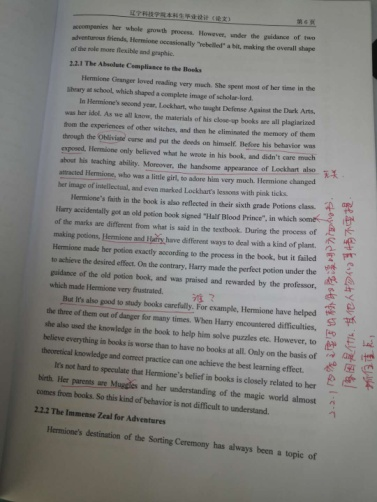 辽宁科技学院本科生毕业设计（论文） 第 6 页
accompanies her whole growth process. However, under the guidance of two
adventurous friends, Hermione occasionally "rebelled" a bit, making the overall shape
of the role more flexible and graphic.
2.2.1 The Absolute Compliance to the Books
Hermione Granger loved reading very much. She spent most of her time in the
library at school, which shaped a complete image of scholar-lord.
In Hermione's second year, Lockhart, who taught Defense Against the Dark Arts,
was her idol. As we all know, the materials of his close-up books are all plagiarized
from the experiences of other witches, and then he eliminated the memory of them
through the Obliviate curse and put the deeds on himself. Before his behavior was
exposed, Hermione only believed what he wrote in his book, and didn't care much
about his teaching ability. Moreover, the handsome appearance of Lockhart also
attracted Hermione, who was a little girl, to adore him very much. Hermione changed
her image of intellectual, and even marked Lockhart's lessons with pink ticks.
Hermione's faith in the book is also reflected in their sixth grade Potions class.
Harry accidentally got an old potion book signed "Half Blood Prince", in which some
of the marks are different from what is said in the textbook. During the process of
making potions, Hermione and Harry have different ways to deal with a kind of plant.
Hermione made her potion exactly according to the process in the book, but it failed
to achieve the desired effect. On the contrary, Harry made the perfect potion under the
guidance of the old potion book, and was praised and rewarded by the professor,
which made Hermione very frustrated.
谁？
But it's also good to study books carefully. For example, Hermione have helped
the three of them out of danger for many times. When Harry encountered difficulties,
she also used the knowledge in the book to help him solve puzzles etc. However, to
believe everything in books is worse than to have no books at all. Only on the basis of
theoretical knowledge and correct practice can one achieve the best learning effect.
It's not hard to speculate that Hermione's belief in books is closely related to her
birth. Her parents are Muggles and her understanding of the magic world almost
comes from books. So this kind of behavior is not difficult to understand.
2.2.2 The Immense Zeal for Adventures
Hermione's destination of the Sorting Ceremony has always been a topic of
2.2.1